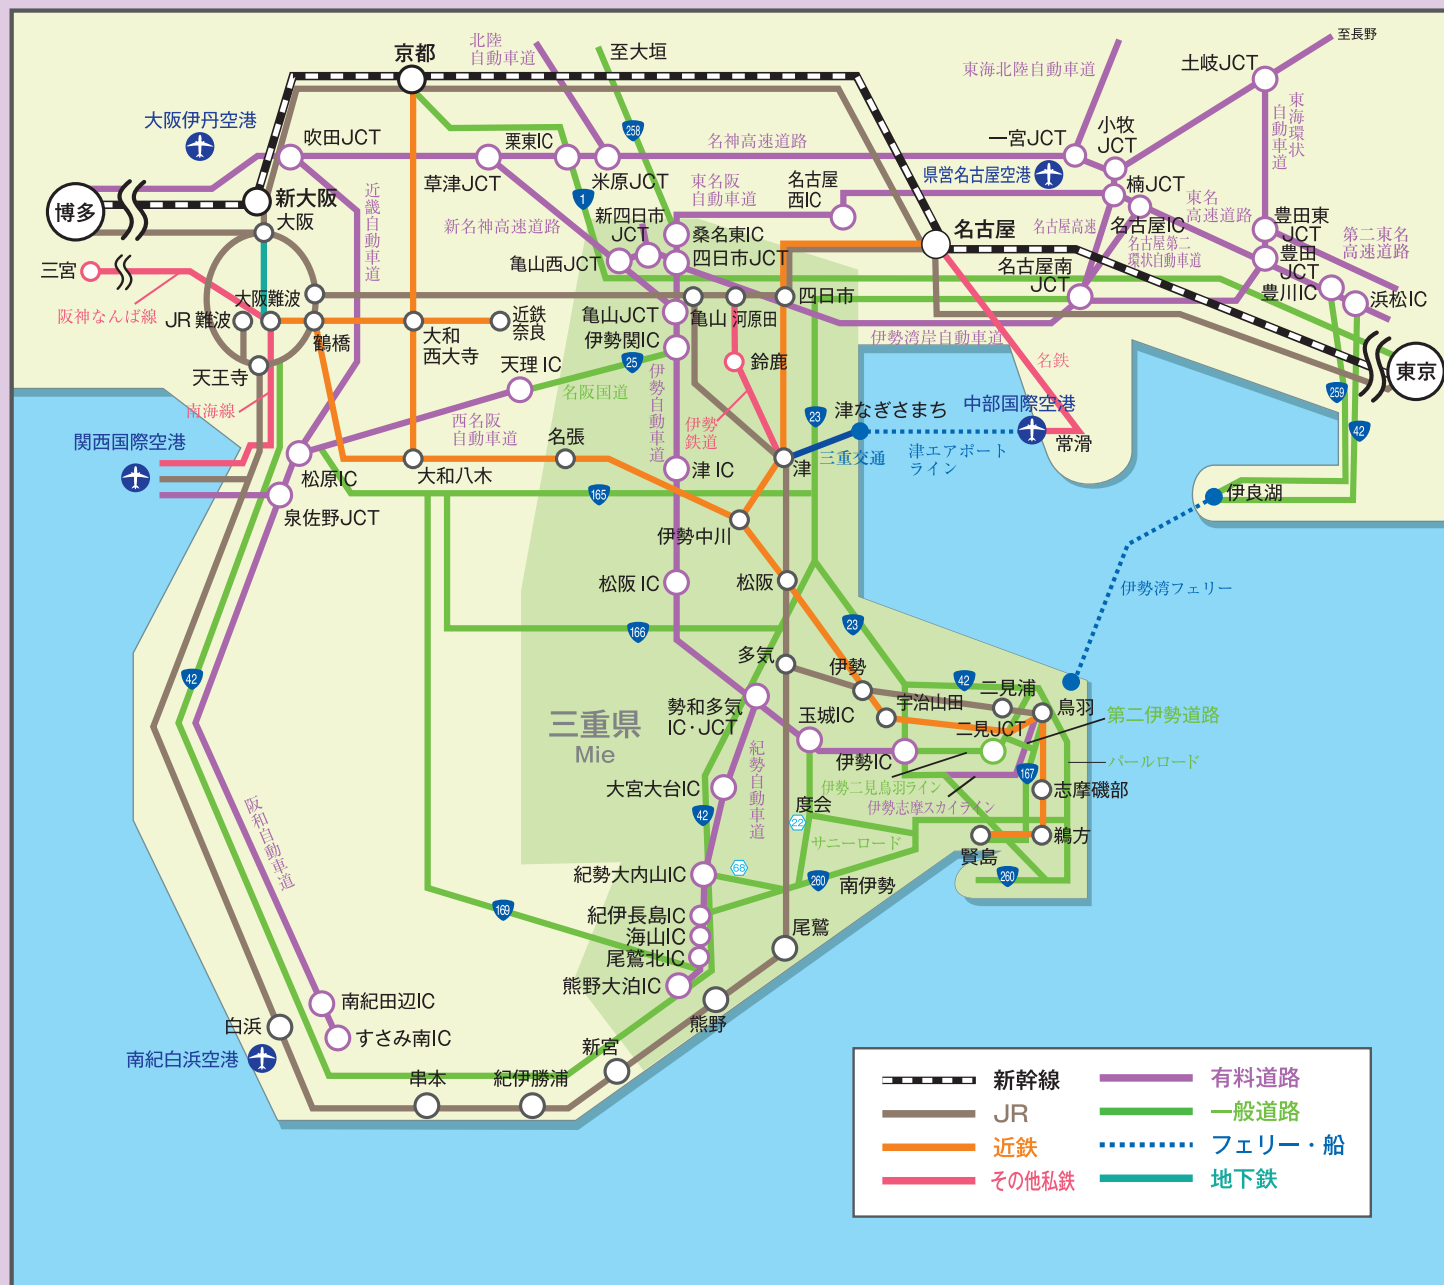 京都
北陸
自動車道
至大垣
至長野
東海北陸自動車道
土岐JCT
東海環状
自動車道
大阪伊丹空港
吹田JCT
栗東IC
258
名神高速道路
一宮JCT
小牧
JCT
草津JCT
米原JCT
東名阪
自動車道
名古屋
西IC
県営名古屋空港
楠JCT
博多
新大阪
大阪
近畿自動車道
1
新四日市
JCT
新名神高速道路
桑名東IC
名古屋
名古屋高速
名古屋IC
東名
高速道路
名古屋第二
環状自動車道
豊田東
JCT
第二東名
高速道路
三宮
亀山西JCT
四日市JCT
名古屋南
JCT
豊田
JCT
豊川IC
浜松IC
阪神なんば線
大阪難波
JR難波
鶴橋
大和
西大寺
近鉄
奈良
亀山JCT
亀山
河原田
四日市
伊勢湾岸自動車道
伊勢関IC
天王寺
天理 IC
25
名阪国道
伊勢自動車道
鈴鹿
名鉄
東京
259
42
南海線
西名阪
自動車道
伊勢
鉄道
23
津なぎさまち
中部国際空港
関西国際空港
名張
三重交通
津エアポート
ライン
常滑
松原IC
大和八木
津 IC
津
165
伊良湖
泉佐野JCT
伊勢中川
松阪 IC
松阪
伊勢湾フェリー
166
23
多気
伊勢
42
42
二見浦
三重県
Mie
勢和多気
IC・JCT
玉城IC
宇治山田
鳥羽
第二伊勢道路
二見JCT
紀勢自動車道
伊勢IC
パールロード
伊勢二見鳥羽ライン
167
大宮大台IC
伊勢志摩スカイライン
志摩磯部
阪和自動車道
42
度会
22
サニーロード
鵜方
賢島
紀勢大内山IC
68
260
南伊勢
260
169
紀伊長島IC
海山IC
尾鷲
尾鷲北IC
熊野大泊IC
南紀田辺IC
白浜
すさみ南IC
熊野
南紀白浜空港
新宮
串本
紀伊勝浦
新幹線
有料道路
JR
一般道路
近鉄
フェリー・船
その他私鉄
地下鉄